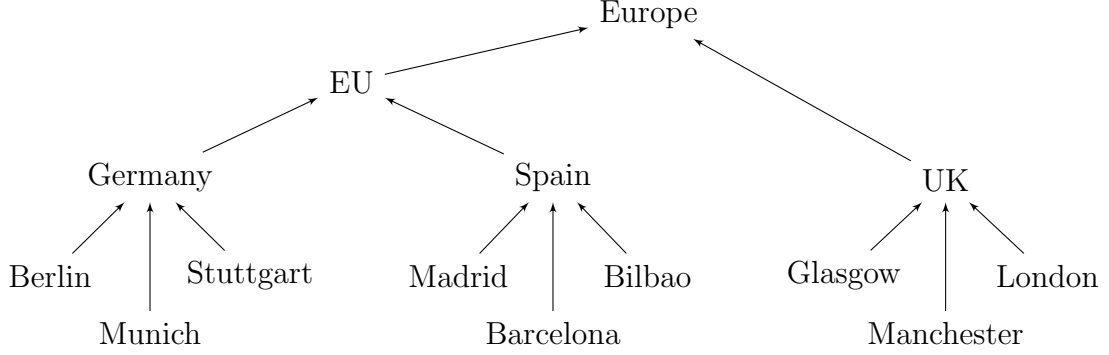 Europe
EU
Germany
Spain
UK
Berlin
Stuttgart
Madrid
Bilbao
Glasgow
London
Munich
Barcelona
Manchester